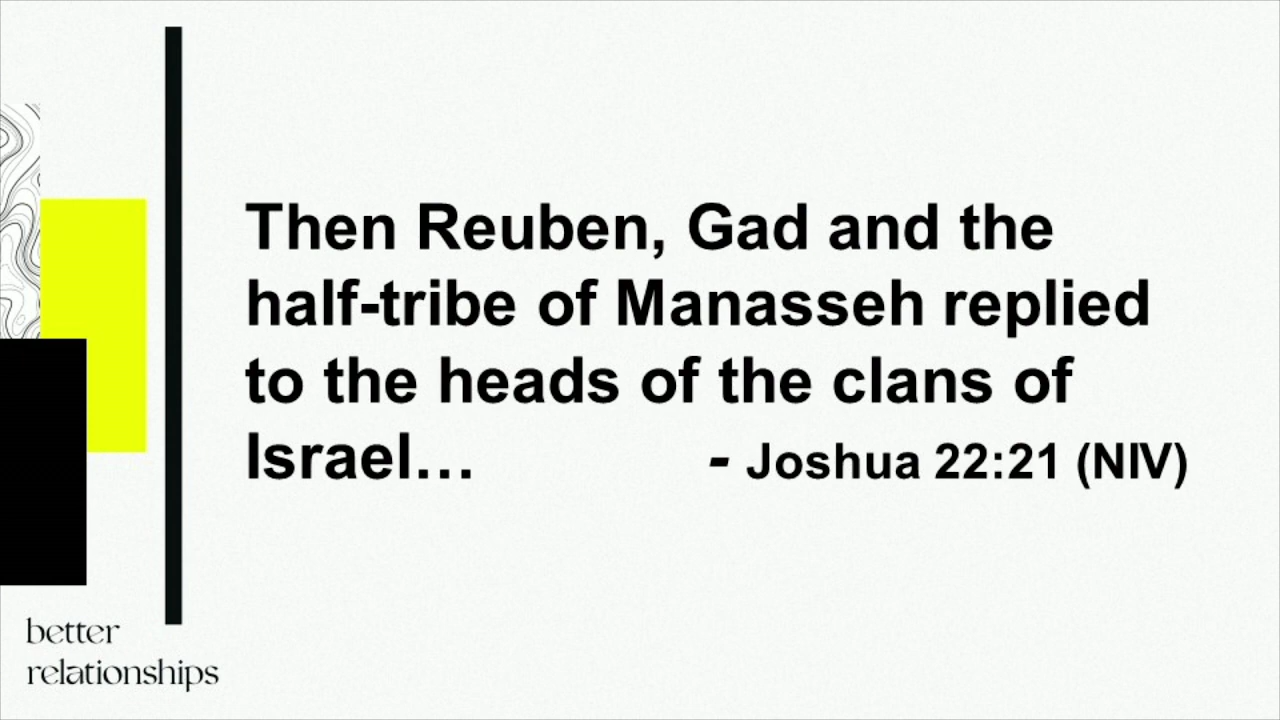 Then Reuben, Gad and the
half-tribe of Manasseh replied
to the heads of the clans of
Israel… - Joshua 22:21 (NIV)
better
relationships